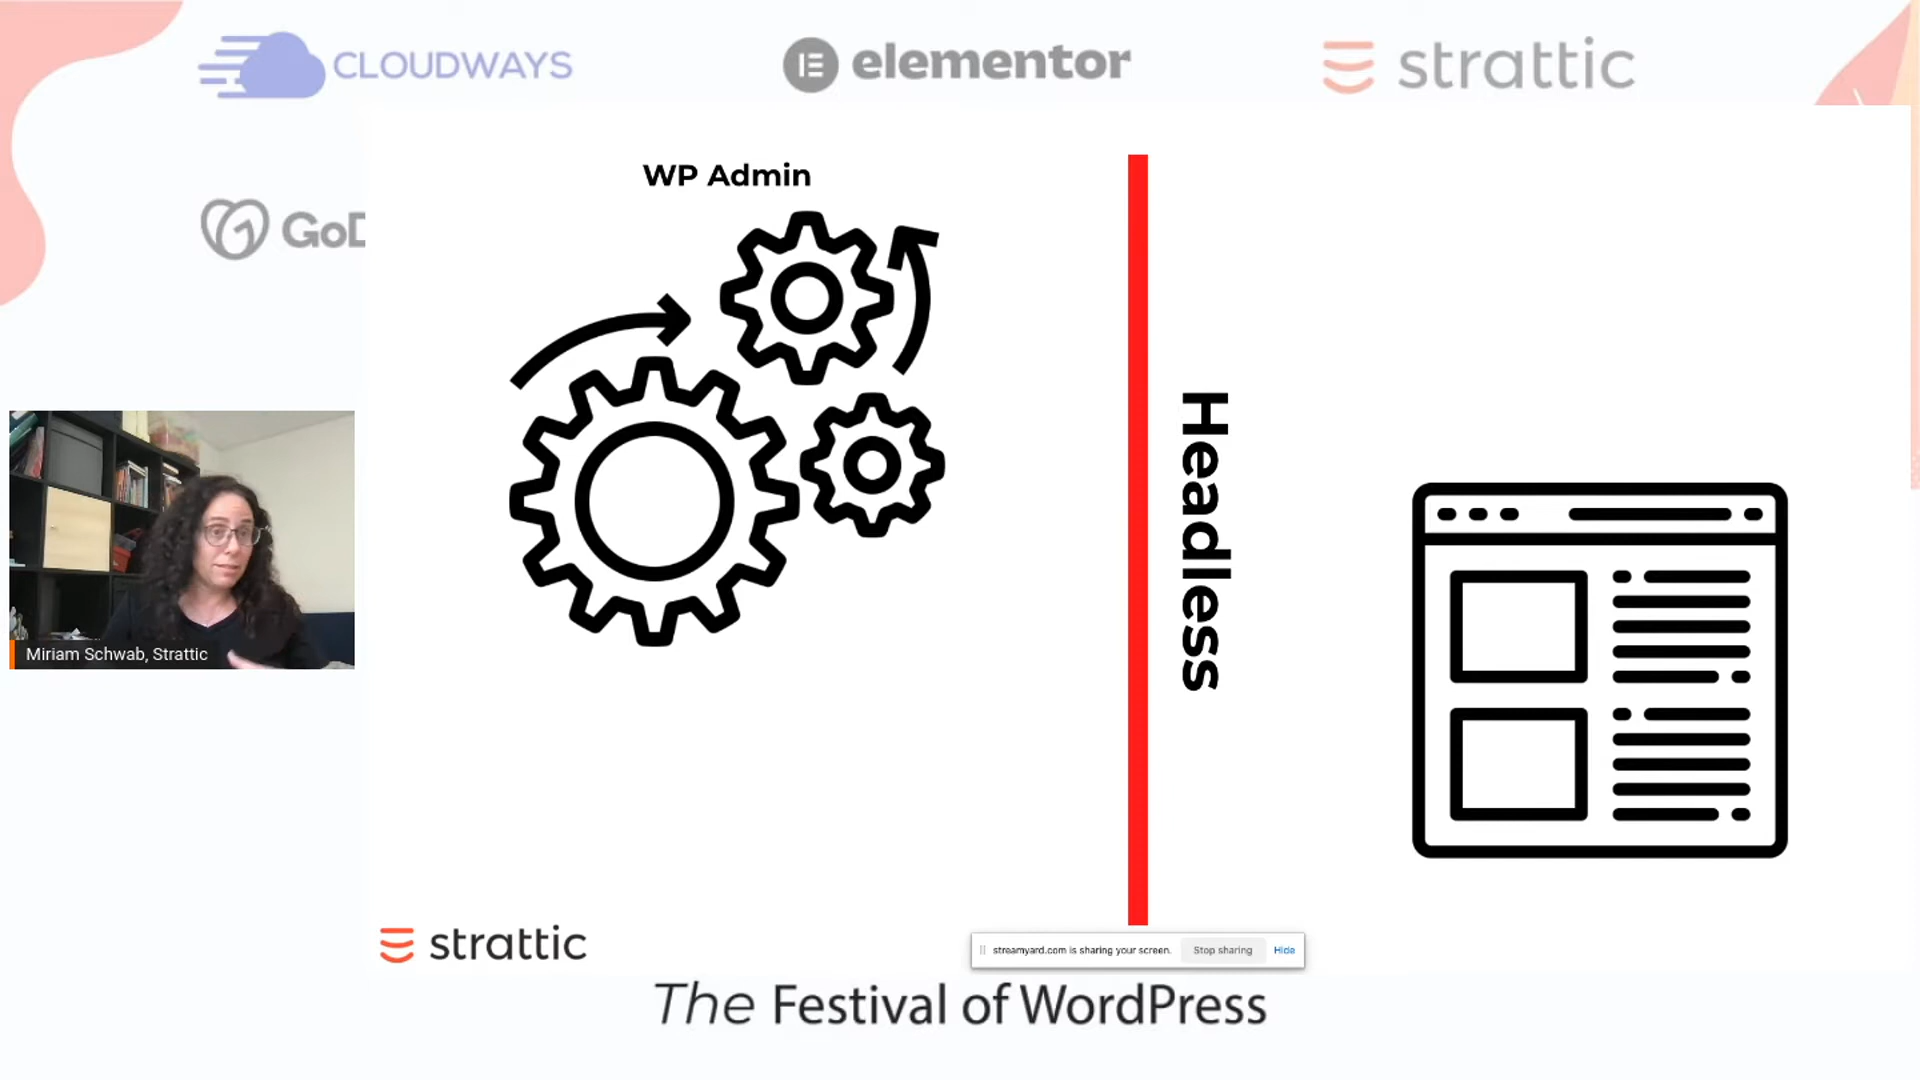 CLOUDWAYS
elementor
strattic
GoD
WP Admin
Headless
Miriam Schwab, Strattic
strattic
streamyard.com is sharing your screen.
Stop sharing
Hide
The Festival of WordPress